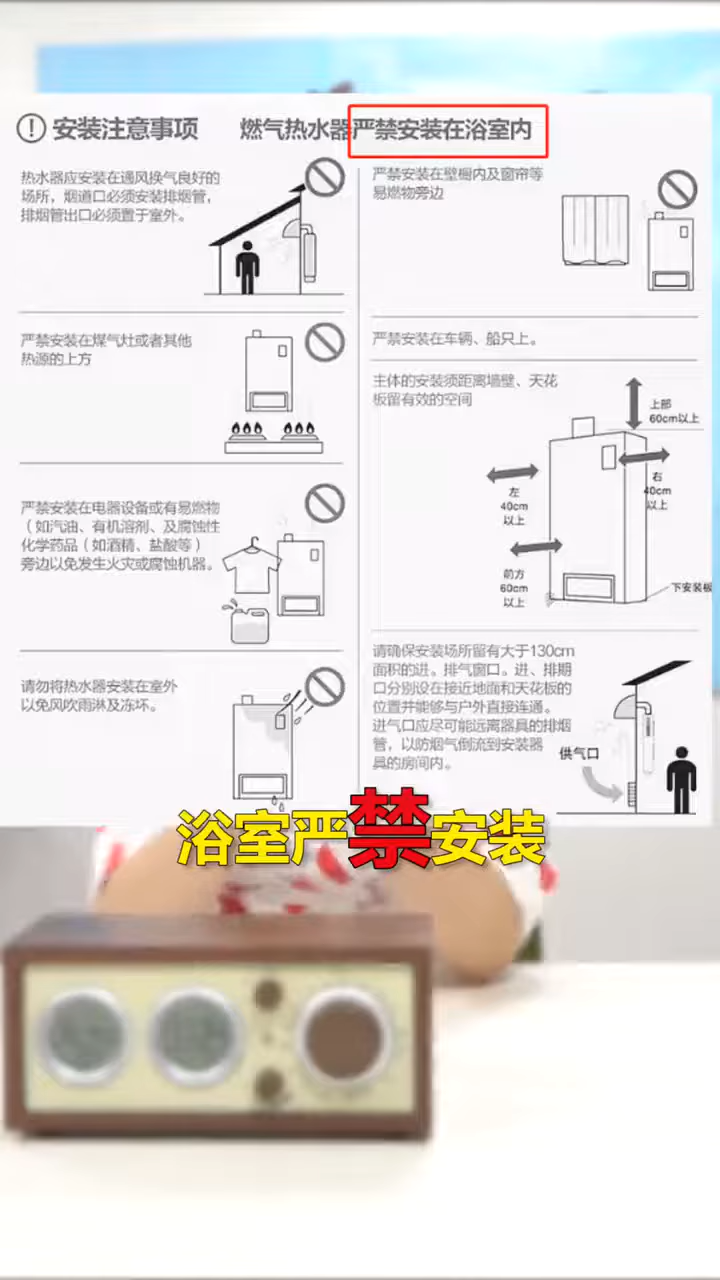 安装注意事项
燃气热水器严禁安装在浴室内
热水器应安装在通风换气良好的
场所，烟道口必须安装排烟管，
排烟管出口必须置于室外。
严禁安装在煤气灶或者其他
热源的上方
严禁安装在电器设备或有易燃物
（如汽油、有机溶剂、及腐蚀性
化学药品（如酒精、盐酸等）
旁边以免发生火灾或腐蚀机器。
请勿将热水器安装在室外
以免风吹雨淋及冻坏。
严禁安装在壁橱内及窗帘等
易燃物旁边
严禁安装在车辆、船只上。
主体的安装须距离墙壁、天花
板留有效的空间
上部
60cm以上
左
40cm
以上
右
40cm
以上
前方
60cm
以上
下安装板
请确保安装场所留有大于130cm
面积的进。排气窗口。进、排期
口分别设在接近地面和天花板的
位置并能够与户外直接连通。
进气口应尽可能远离器具的排烟
管，以防烟气倒流到安装器
具的房间内。
供气口
浴室严禁安装